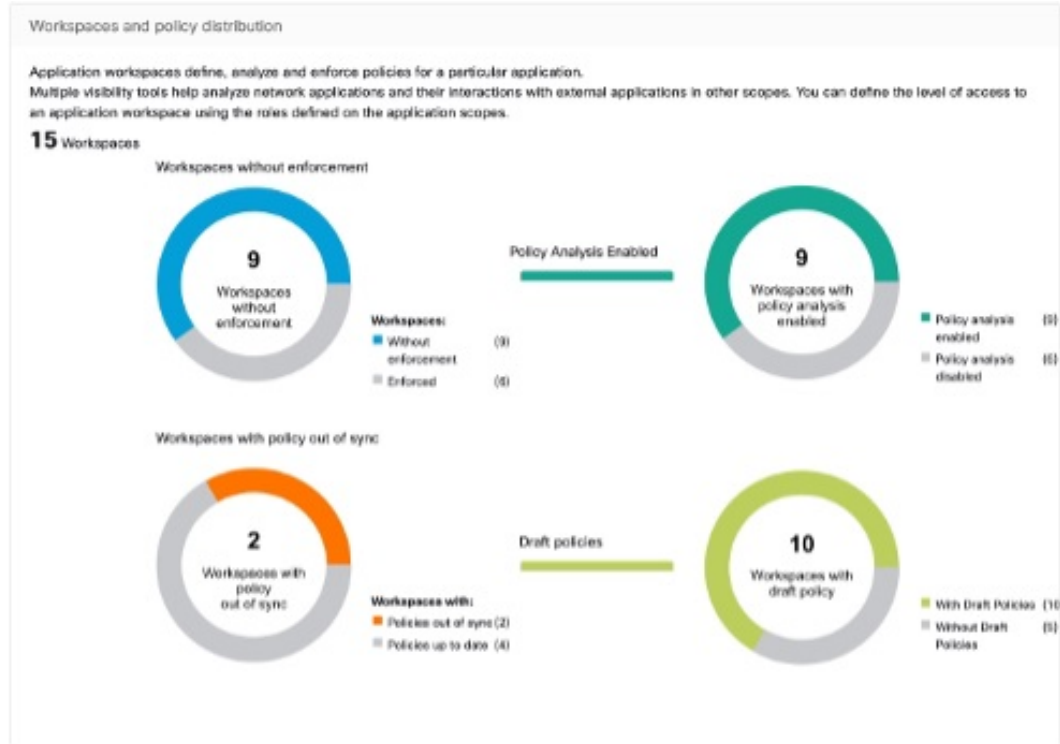 Workspaces and policy distribution
Application workspaces define, analyze and enforce policies for a particular application.
Multiple visibility tools help analyze network applications and their interactions with external applications in other scopes. You can define the level of access to
an application workspace using the roles defined on the application scopes.
15 Workspaces
Workspaces without enforcement
9
Workspaces
without
enforcement
Workspaces:
Without (9)
enforcement
Enforced (6)
Policy Analysis Enabled
9
Workspaces with
policy analysis
enabled
Policy analysis (9)
enabled
Policy analysis (6)
disabled
Workspaces with policy out of sync
2
Workspaces with
policy
out of sync
Workspaces with:
Policies out of sync (2)
Policies up to date (4)
Draft policies
10
Workspaces with
draft policy
With Draft Policies (10
Without Draft (5)
Policies